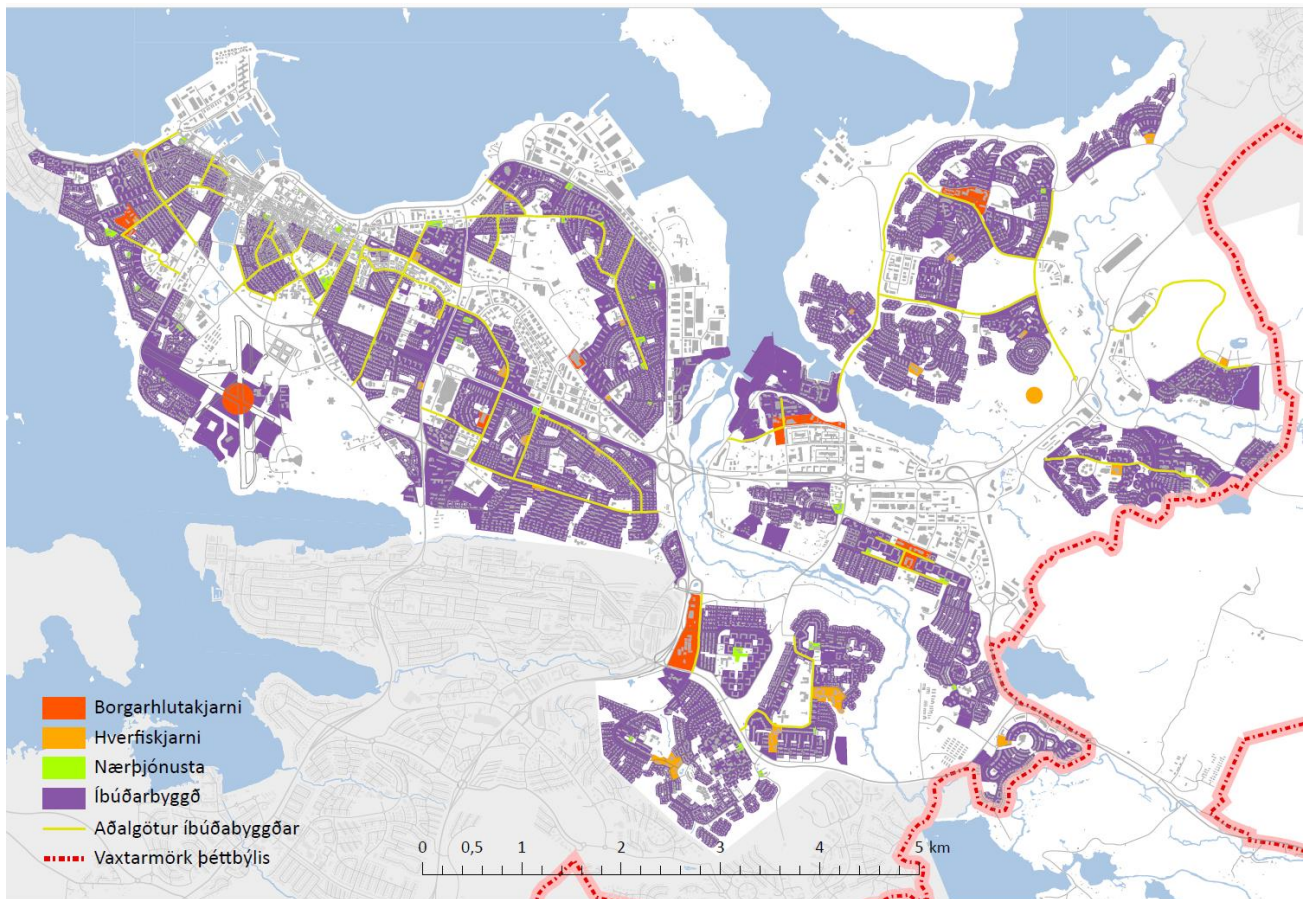 Borgarhlutakjarni
Hverfiskjarni
Nærþjónusta
Íbúðarbyggð
Aðalgötur íbúðabyggðar
Vaxtarmörk þéttbýlis
0 0,5 1 2 3 4 5 km